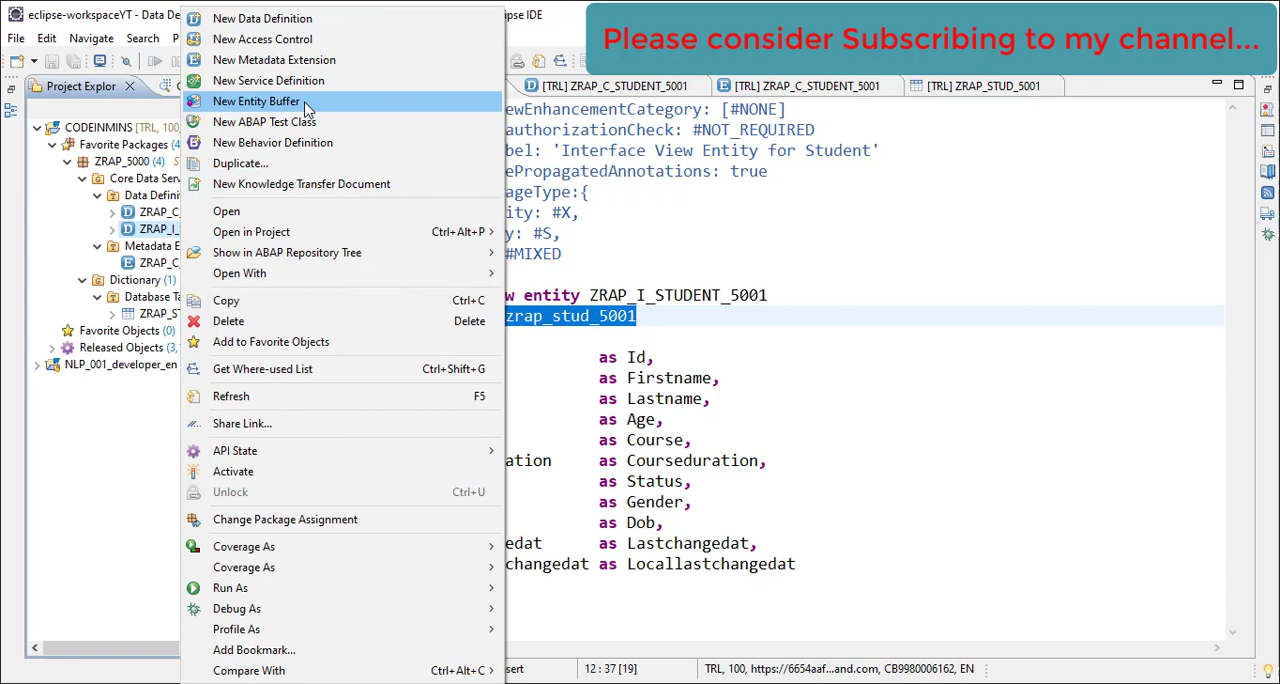 eclipse-workspaceYT - Data De
clipse IDE
Please consider Subscribing to my channel...
File Edit Navigate Search P
Project Explor
[TRL] ZRAP_C_STUDENT_5001
[TRL] ZRAP_C_STUDENT_5001
[TRL] ZRAP_STUD_5001
CODEINMINS [TRL, 100,
Favorite Packages (4)
ZRAP_5000 (4)
Core Data Serv
Data Definit
ZRAP_C_
ZRAP_I_
Metadata E
ZRAP_C_
Dictionary (1)
Database Ta
ZRAP_ST
Favorite Objects (0)
Released Objects (3,
NLP_001_developer_en
New Data Definition
New Access Control
New Metadata Extension
New Service Definition
New Entity Buffer
New ABAP Test Class
New Behavior Definition
Duplicate...
New Knowledge Transfer Document
Open
Open in Project Ctrl+Alt+P >
Show in ABAP Repository Tree >
Open With >
Copy Ctrl+C
Delete Delete
Add to Favorite Objects
Get Where-used List Ctrl+Shift+G
Refresh F5
Share Link...
API State >
Activate
Unlock Ctrl+U
Change Package Assignment
Coverage As >
Coverage As >
Run As >
Debug As >
Profile As >
Add Bookmark...
Compare With Ctrl+Alt+C >
ewEnhancementCategory: [#NONE]
authorizationCheck: #NOT_REQUIRED
bel: 'Interface View Entity for Student'
ePropagatedAnnotations: true
ageType:{
ity: #X,
y: #S,
#MIXED
w entity ZRAP_I_STUDENT_5001
zrap_stud_5001
as Id,
as Firstname,
as Lastname,
as Age,
as Course,
ation as Courseduration,
as Status,
as Gender,
as Dob,
edat as Lastchangedat,
changedat as Locallastchangedat
sert
12 : 37 [19]
TRL, 100, https://6654aaf...and.com, CB9980006162, EN